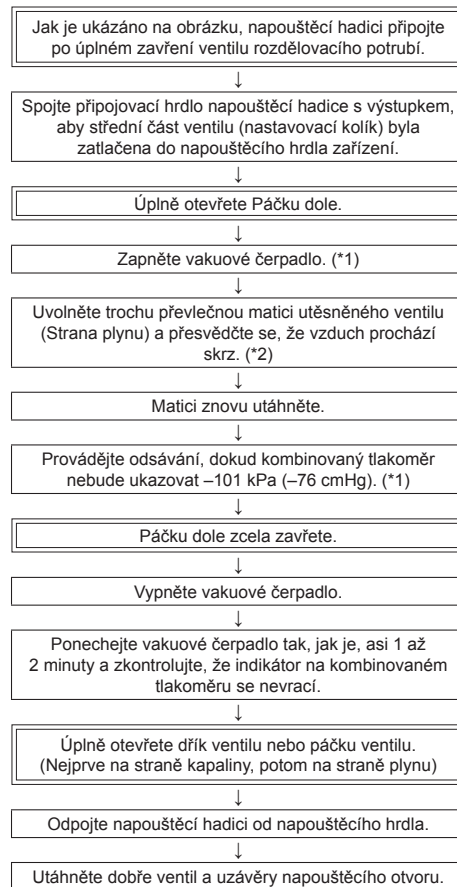 Jak je ukázáno na obrázku, napouštěcí hadici připojte
po úplném zavření ventilu rozdělovacího potrubí.
↓
Spojte připojovací hrdlo napouštěcí hadice s výstupkem,
aby střední část ventilu (nastavovací kolík) byla
zatlačena do napouštěcího hrdla zařízení.
↓
Úplně otevřete Páčku dole.
↓
Zapněte vakuové čerpadlo. (*1)
↓
Uvolněte trochu převlečnou matici utěsněného ventilu
(Strana plynu) a přesvědčte se, že vzduch prochází
skrz. (*2)
↓
Matici znovu utáhněte.
↓
Provádějte odsávání, dokud kombinovaný tlakoměr
nebude ukazovat –101 kPa (–76 cmHg). (*1)
↓
Páčku dole zcela zavřete.
↓
Vypněte vakuové čerpadlo.
↓
Ponechejte vakuové čerpadlo tak, jak je, asi 1 až
2 minuty a zkontrolujte, že indikátor na kombinovaném
tlakoměru se nevrací.
↓
Úplně otevřete dřík ventilu nebo páčku ventilu.
(Nejprve na straně kapaliny, potom na straně plynu)
↓
Odpojte napouštěcí hadici od napouštěcího hrdla.
↓
Utáhněte dobře ventil a uzávěry napouštěcího otvoru.